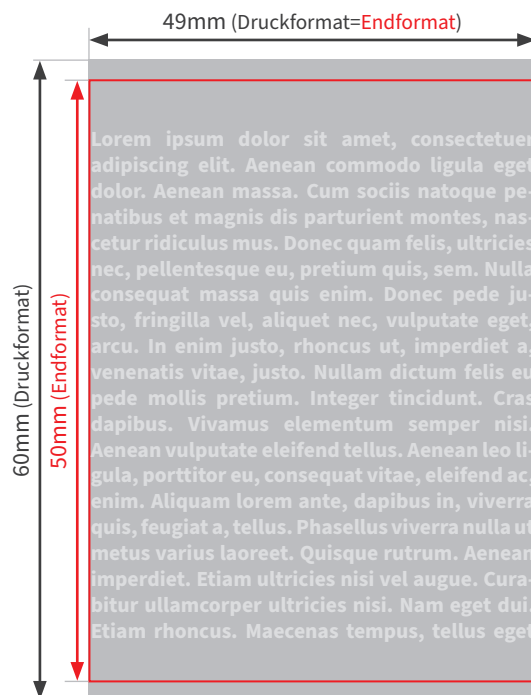 49mm (Druckformat=Endformat)
60mm (Druckformat)
50mm (Endformat)
Lorem ipsum dolor sit amet, consectetuer
adipiscing elit. Aenean commodo ligula eget
dolor. Aenean massa. Cum sociis natoque pe-
natibus et magnis dis parturient montes, nas-
cetur ridiculus mus. Donec quam felis, ultricies
nec, pellentesque eu, pretium quis, sem. Nulla
consequat massa quis enim. Donec pede ju-
sto, fringilla vel, aliquet nec, vulputate eget,
arcu. In enim justo, rhoncus ut, imperdiet a,
venenatis vitae, justo. Nullam dictum felis eu
pede mollis pretium. Integer tincidunt. Cras
dapibus. Vivamus elementum semper nisi.
Aenean vulputate eleifend tellus. Aenean leo li-
gula, porttitor eu, consequat vitae, eleifend ac,
enim. Aliquam lorem ante, dapibus in, viverra
quis, feugiat a, tellus. Phasellus viverra nulla ut
metus varius laoreet. Quisque rutrum. Aenean
imperdiet. Etiam ultricies nisi vel augue. Cura-
bitur ullamcorper ultricies nisi. Nam eget dui.
Etiam rhoncus. Maecenas tempus, tellus eget